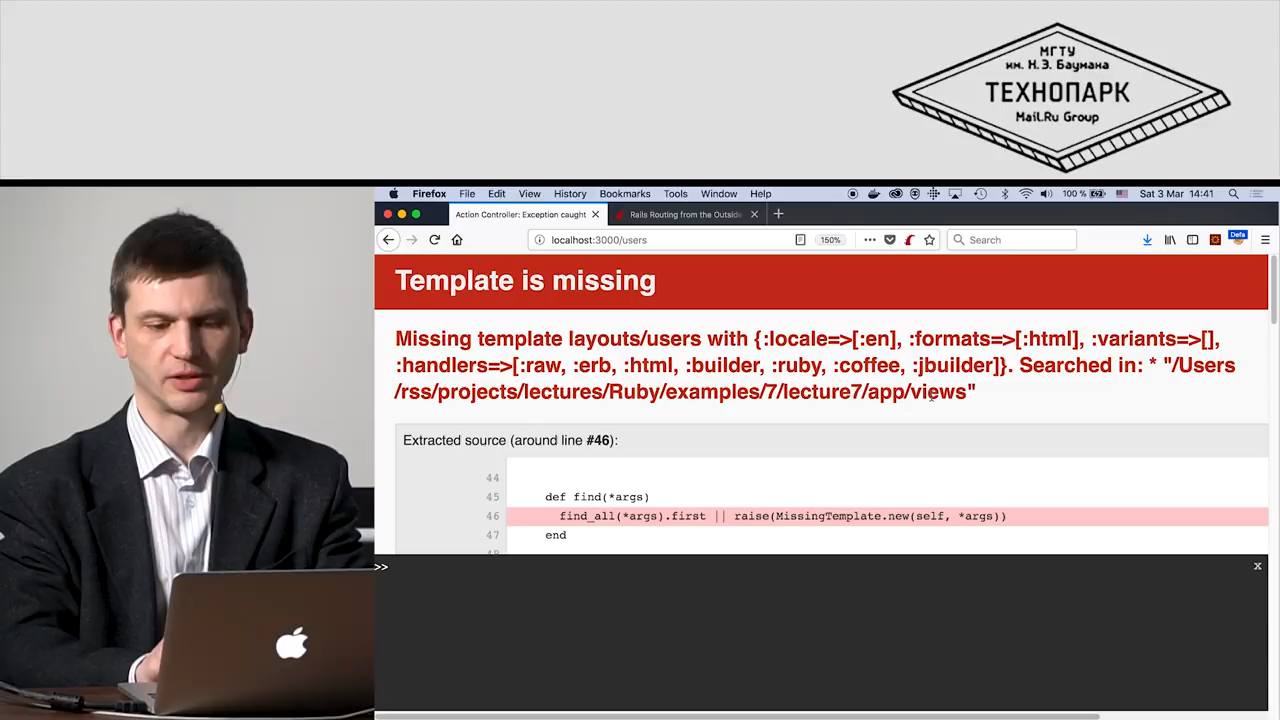 МГТУ
им. Н.Э. Баумана
ТЕХНОПАРК
Mail.Ru Group
Firefox File Edit View History Bookmarks Tools Window Help 100 % Sat 3 Mar 14:41
Action Controller: Exception caught Rails Routing from the Outside
localhost:3000/users 150% Search Defa
Template is missing
Missing template layouts/users with {:locale=>[:en], :formats=>[:html], :variants=>[],
:handlers=>[:raw, :erb, :html, :builder, :ruby, :coffee, :jbuilder]}. Searched in: * "/Users
/rss/projects/lectures/Ruby/examples/7/lecture7/app/views"
Extracted source (around line #46):
44
45 def find(*args)
46 find_all(*args).first || raise(MissingTemplate.new(self, *args))
47 end
>> x